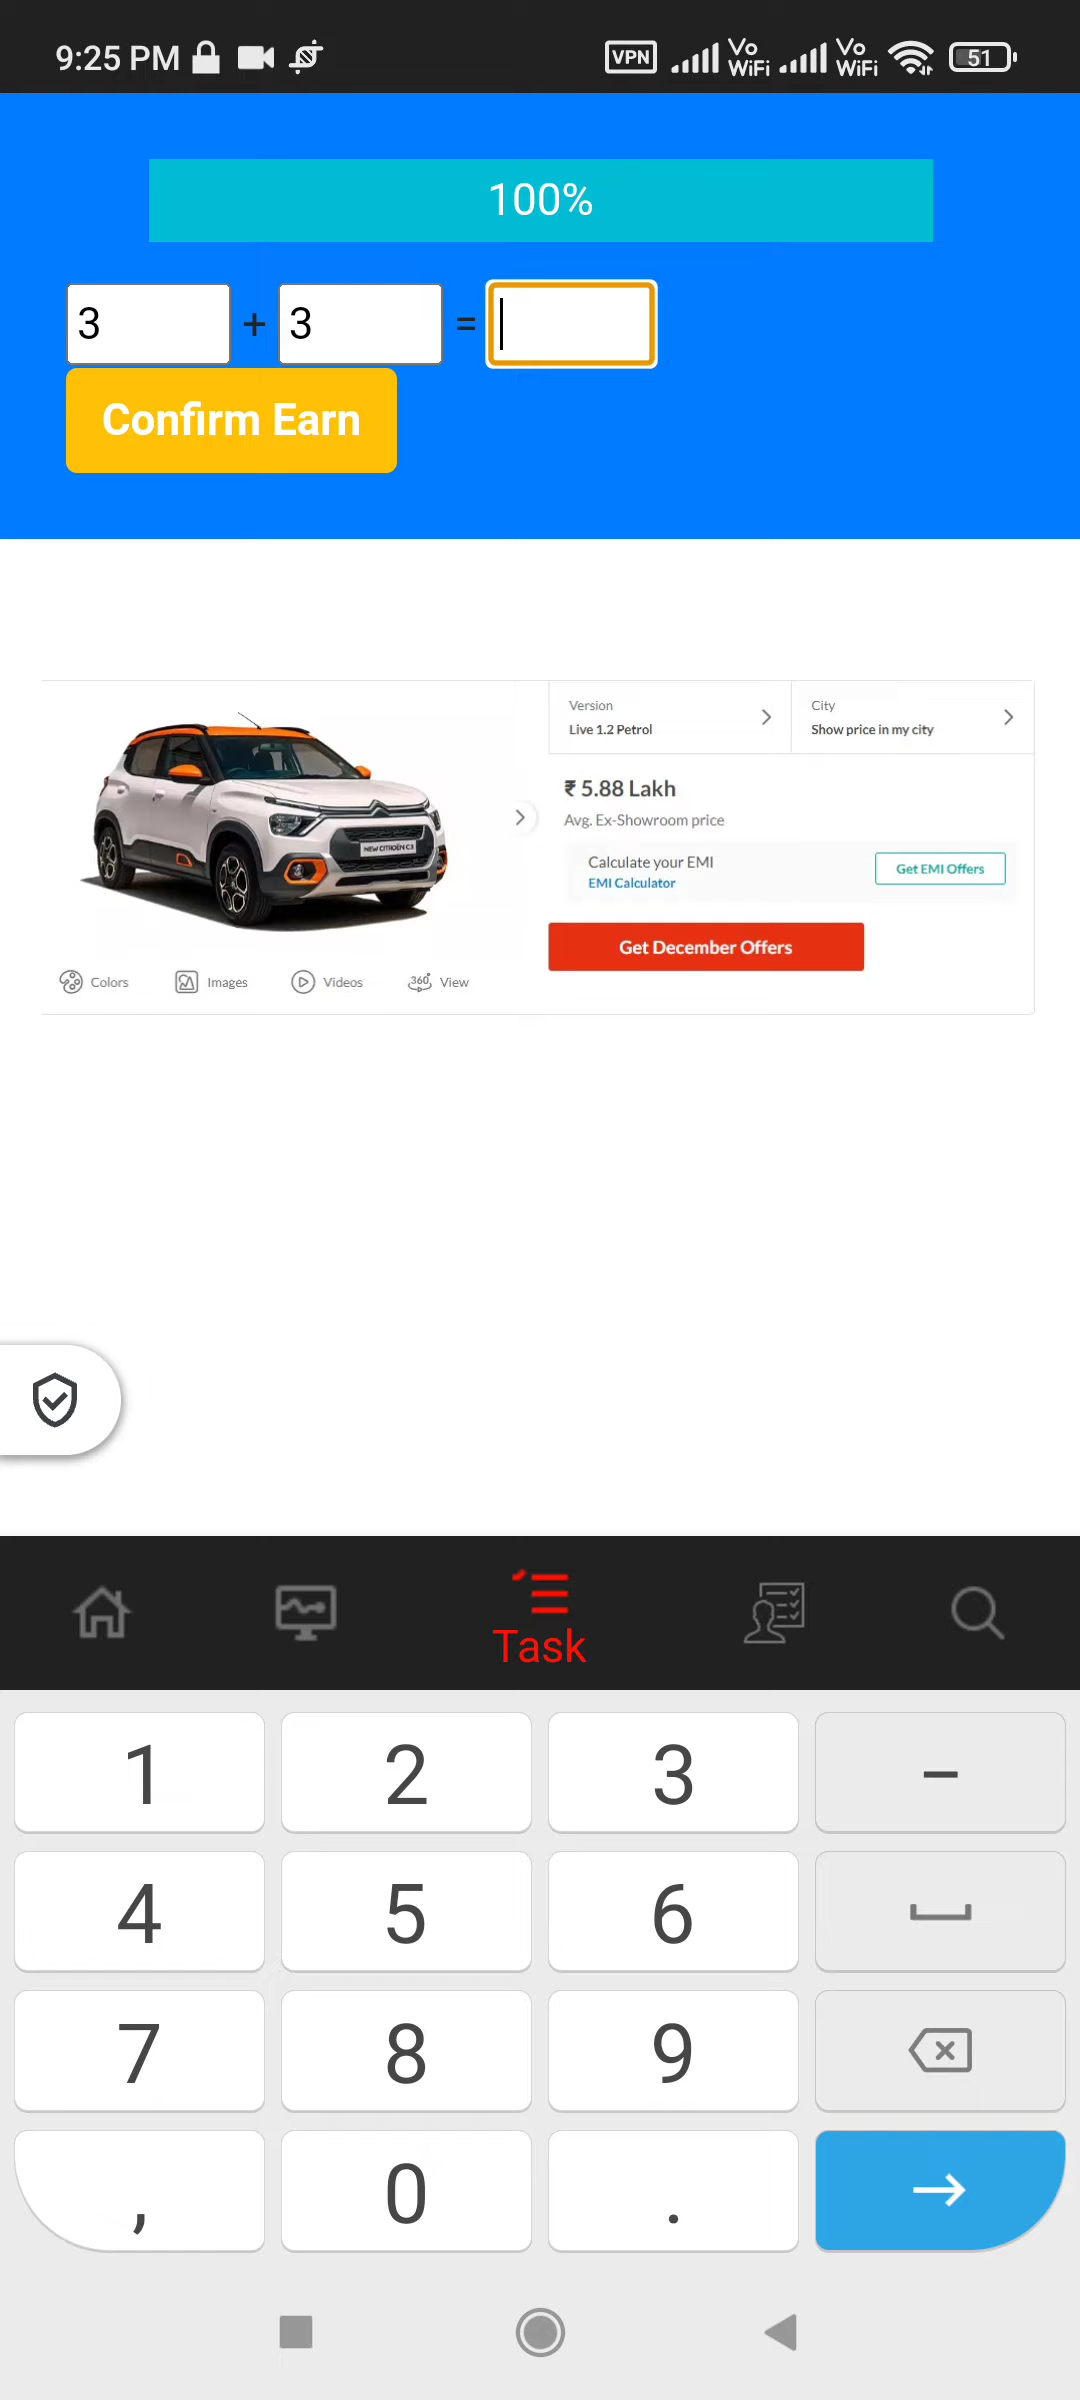 9:25 PM VPN Vo WiFi Vo WiFi 51
100%
3 + 3 =
Confirm Earn
Version
Live 1.2 Petrol
City
Show price in my city
₹ 5.88 Lakh
Avg. Ex-Showroom price
Calculate your EMI
EMI Calculator
Get EMI Offers
Get December Offers
NEW CITROËN C3
Colors Images Videos 360° View
Task
1 2 3 –
4 5 6
7 8 9
, 0 .